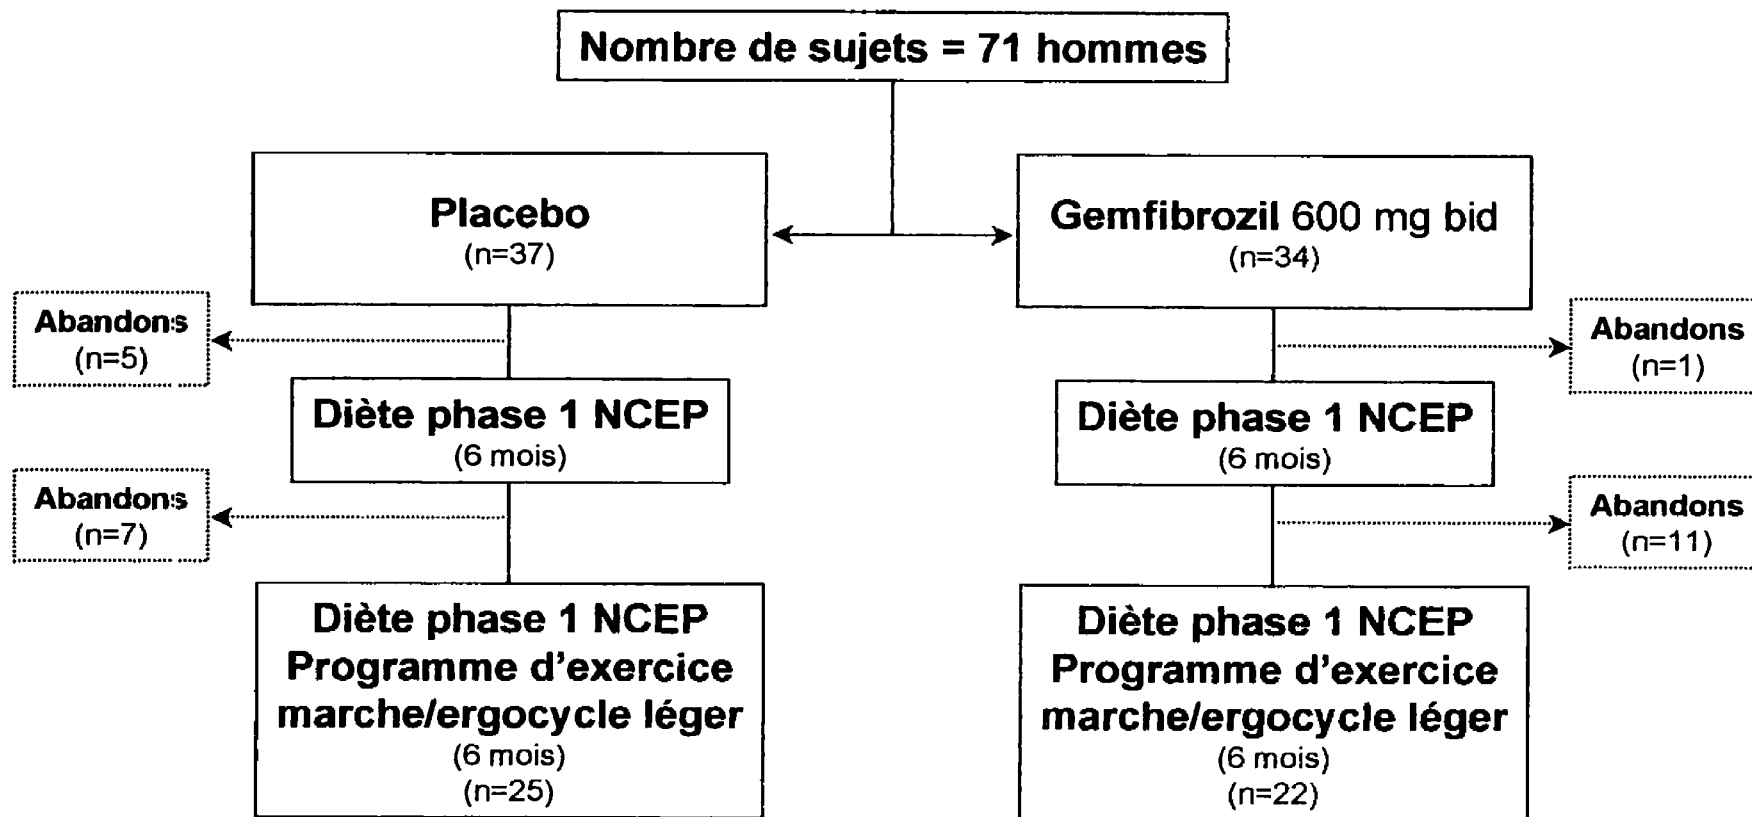 Nombre de sujets = 71 hommes
Placebo
(n=37)
Gemfibrozil 600 mg bid
(n=34)
Abandons
(n=5)
Abandons
(n=1)
Diète phase 1 NCEP
(6 mois)
Diète phase 1 NCEP
(6 mois)
Abandons
(n=7)
Abandons
(n=11)
Diète phase 1 NCEP
Programme d'exercice
marche/ergocycle léger
(6 mois)
(n=25)
Diète phase 1 NCEP
Programme d'exercice
marche/ergocycle léger
(6 mois)
(n=22)